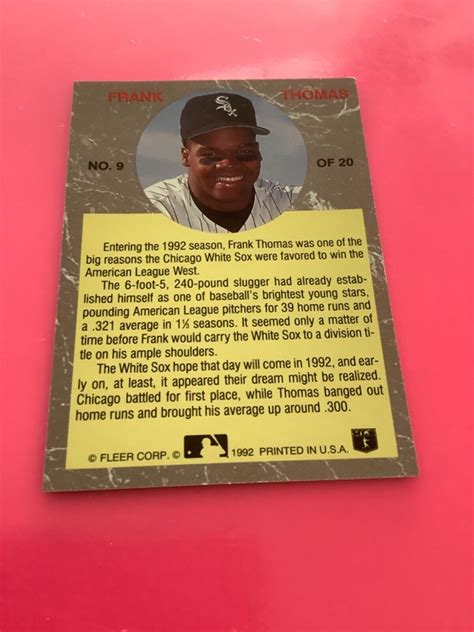 FRANK THOMAS
Sox
NO. 9 OF 20
Entering the 1992 season, Frank Thomas was one of the
big reasons the Chicago White Sox were favored to win the
American League West.
The 6-foot-5, 240-pound slugger had already estab-
lished himself as one of baseball's brightest young stars,
pounding American League pitchers for 39 home runs and
a .321 average in 1½ seasons. It seemed only a matter of
time before Frank would carry the White Sox to a division ti-
tle on his ample shoulders.
The White Sox hope that day will come in 1992, and ear-
ly on, at least, it appeared their dream might be realized.
Chicago battled for first place, while Thomas banged out
home runs and brought his average up around .300.
© FLEER CORP. © 1992 PRINTED IN U.S.A.